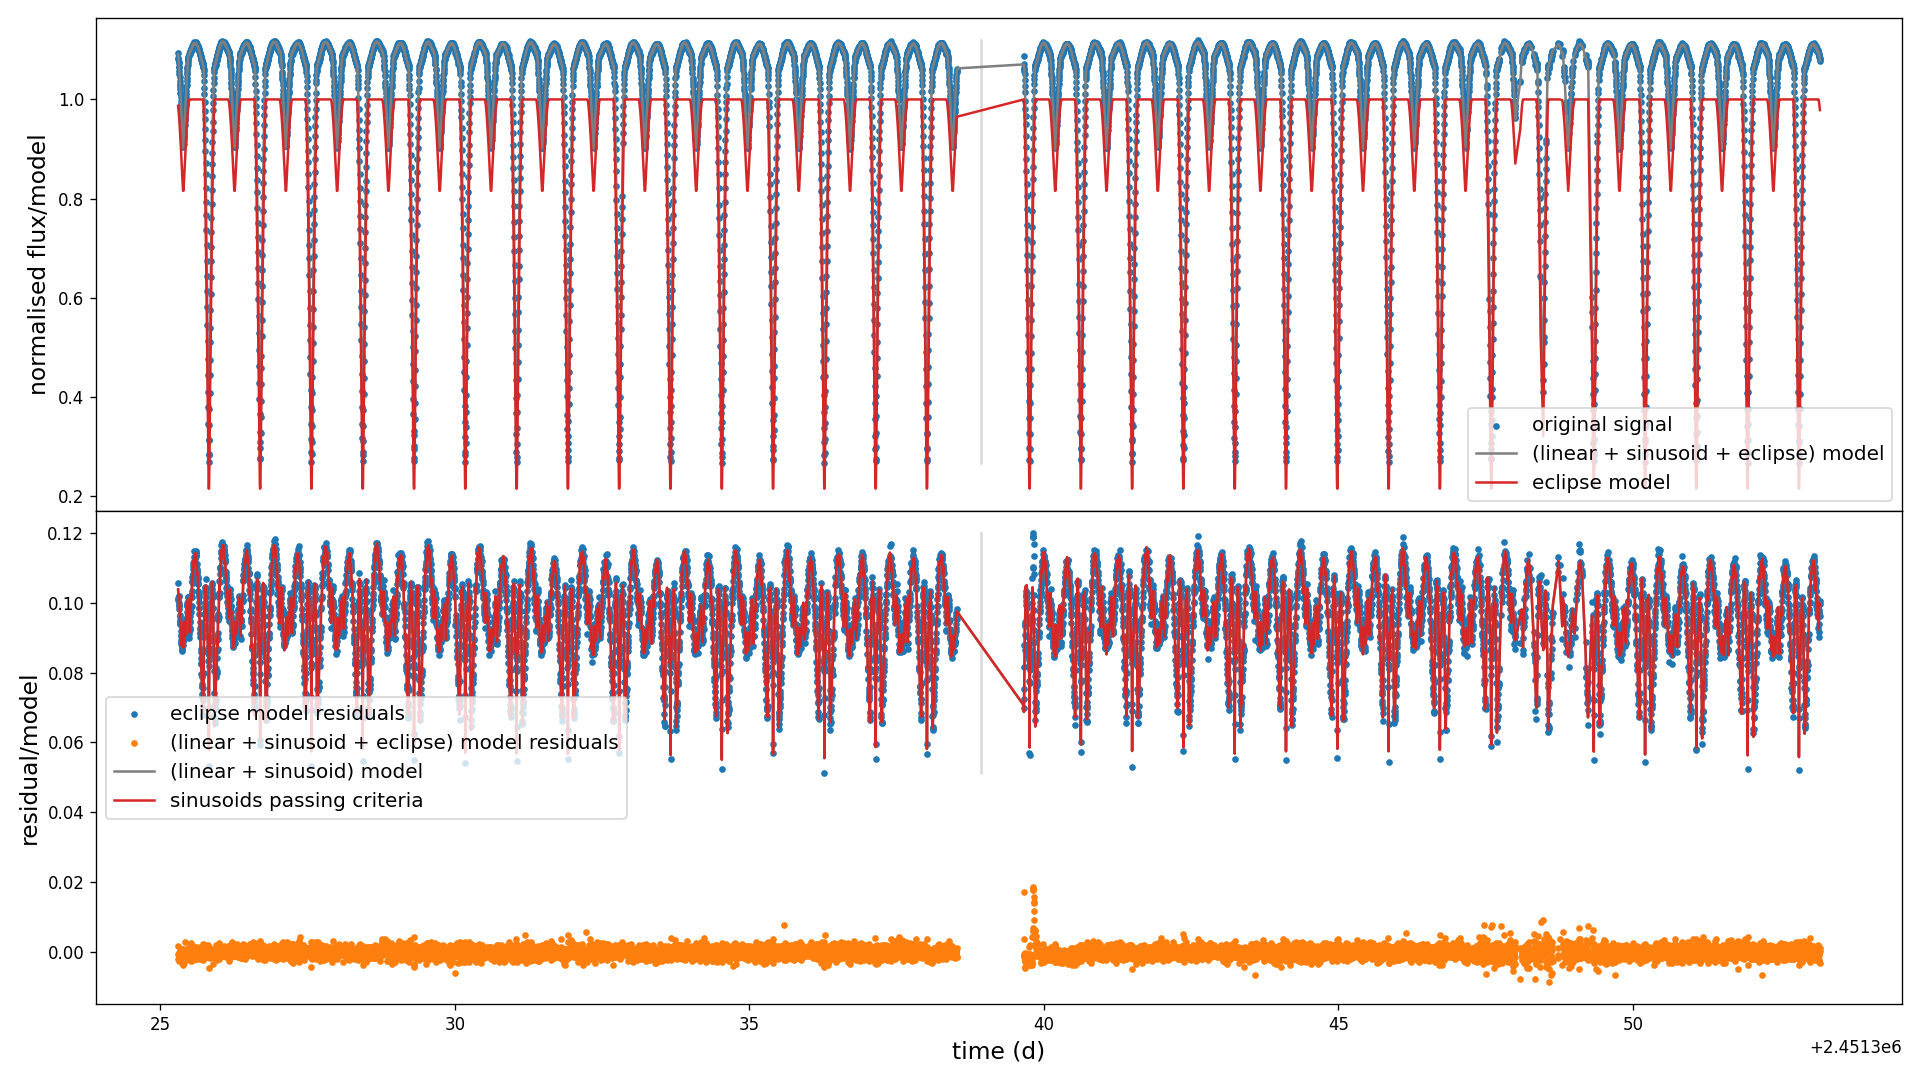 normalised flux/model
1.0
0.8
0.6
0.4
0.2
original signal
(linear + sinusoid + eclipse) model
eclipse model
residual/model
0.12
0.10
0.08
0.06
0.04
0.02
0.00
eclipse model residuals
(linear + sinusoid + eclipse) model residuals
(linear + sinusoid) model
sinusoids passing criteria
25 30 35 40 45 50
time (d)
+2.4513e6